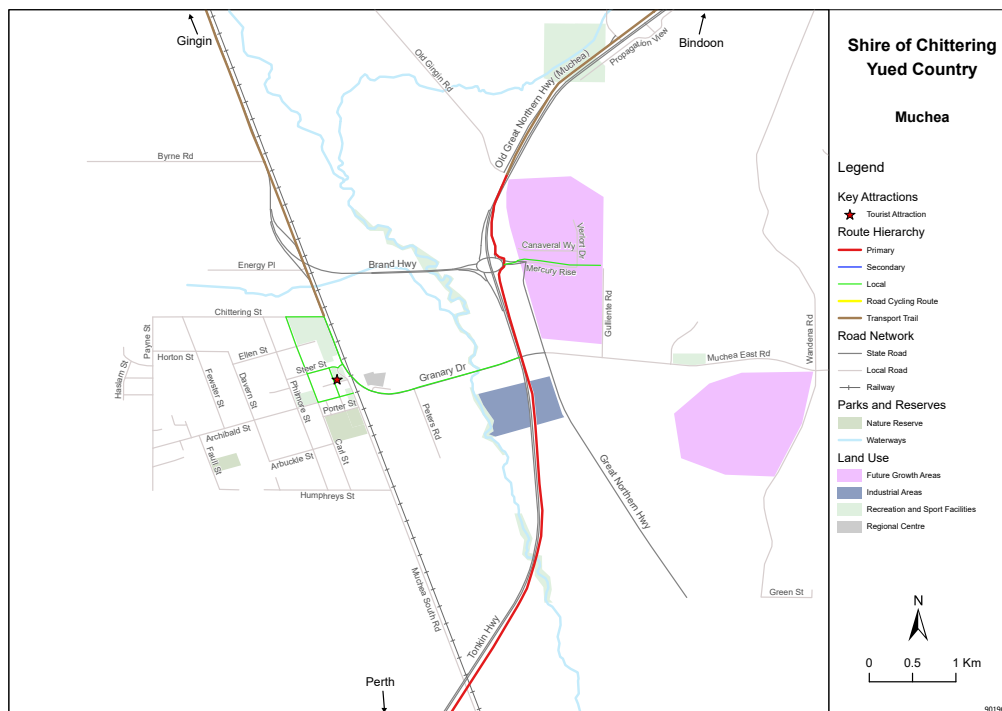 Gingin
Bindoon
Old Gingin Rd
Propagation View
Old Great Northern Hwy (Muchea)
Byrne Rd
Canaveral Wy
Verlort Dr
Mercury Rise
Brand Hwy
Energy Pl
Gulliente Rd
Wandena Rd
Chittering St
Payne St
Haslam St
Horton St
Ellen St
Steer St
Granary Dr
Muchea East Rd
Fewster St
Davern St
Philmore St
Porter St
Peters Rd
Archibald St
Faull St
Arbuckle St
Carl St
Humphreys St
Great Northern Hwy
Muchea South Rd
Tonkin Hwy
Green St
Perth
Shire of Chittering
Yued Country
Muchea
Legend
Key Attractions
Tourist Attraction
Route Hierarchy
Primary
Secondary
Local
Road Cycling Route
Transport Trail
Road Network
State Road
Local Road
Railway
Parks and Reserves
Nature Reserve
Waterways
Land Use
Future Growth Areas
Industrial Areas
Recreation and Sport Facilities
Regional Centre
N
0 0.5 1 Km